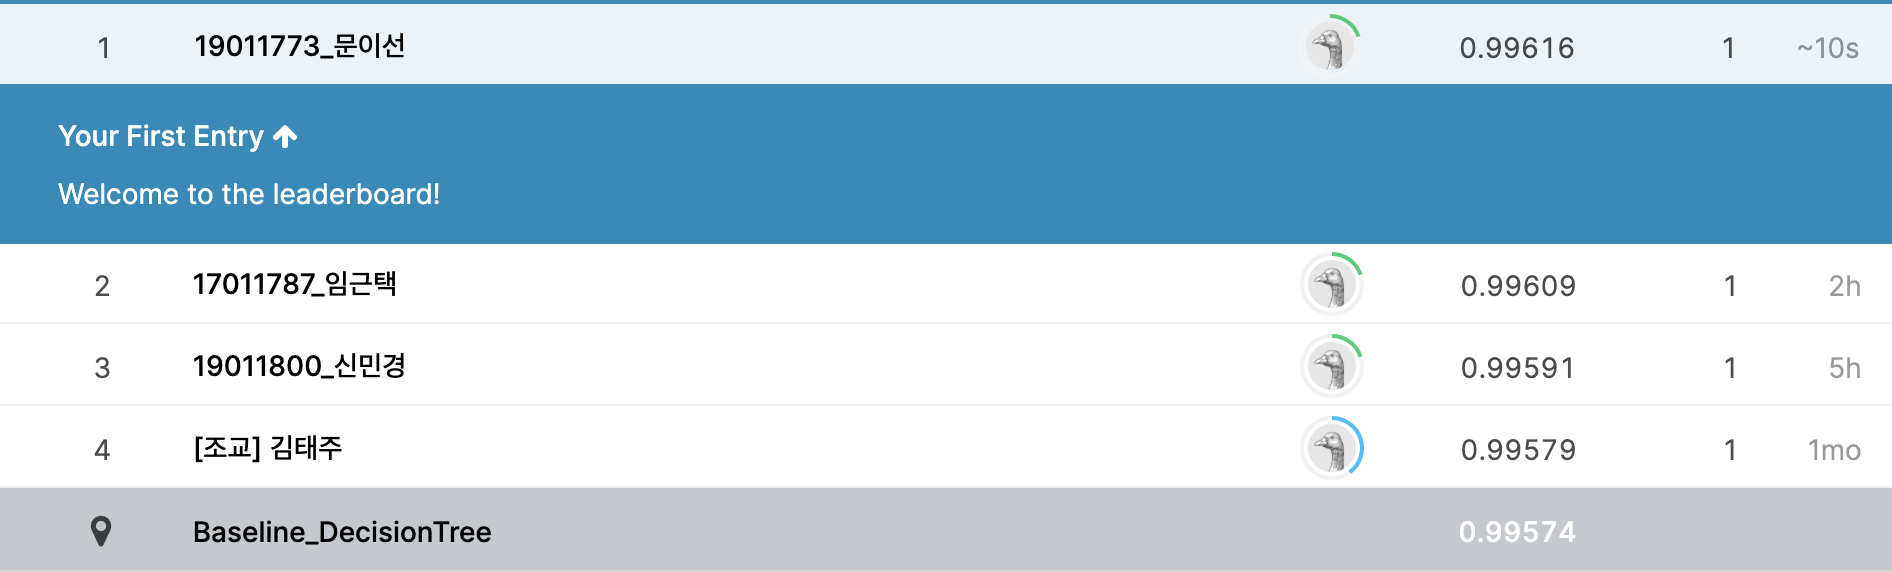 1 19011773_문이선 0.99616 1 ~10s
Your First Entry ↑
Welcome to the leaderboard!
2 17011787_임근택 0.99609 1 2h
3 19011800_신민경 0.99591 1 5h
4 [조교] 김태주 0.99579 1 1mo
Baseline_DecisionTree 0.99574